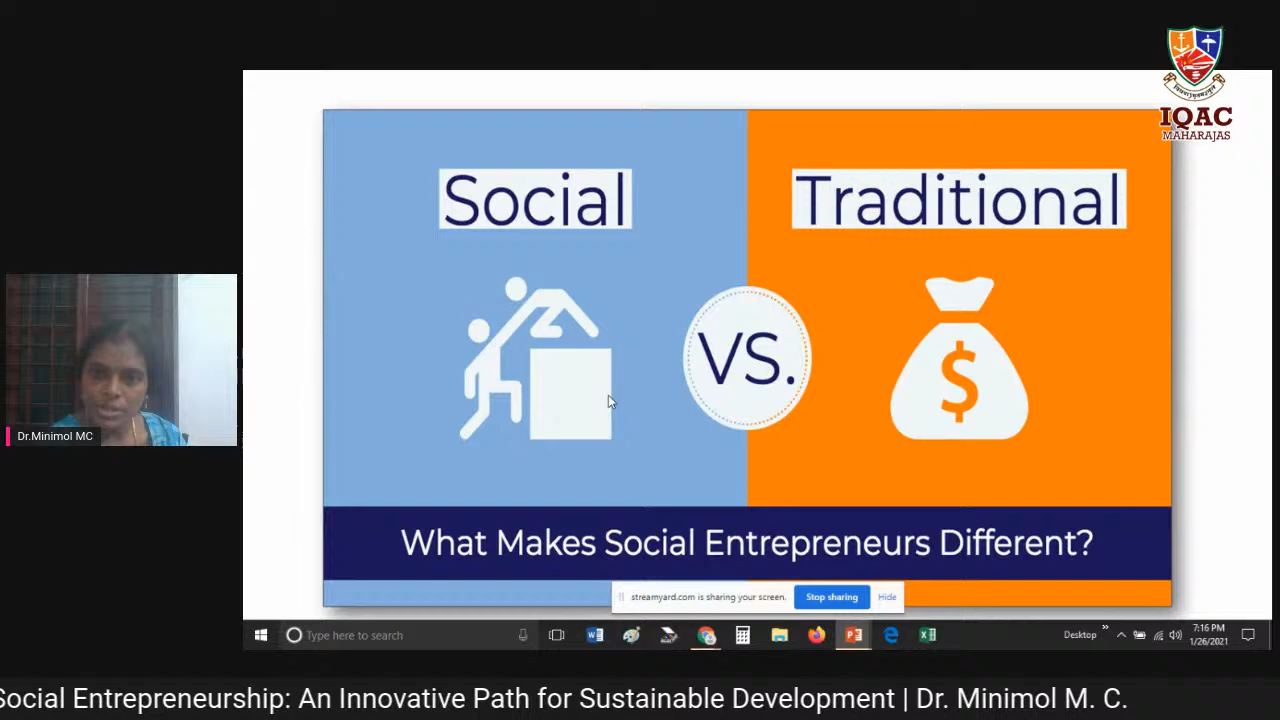 IQAC
MAHARAJAS
Social
Traditional
VS.
$
What Makes Social Entrepreneurs Different?
Dr.Minimol MC
streamyard.com is sharing your screen.
Stop sharing
Hide
Type here to search
Desktop
7:16 PM
1/26/2021
Social Entrepreneurship: An Innovative Path for Sustainable Development | Dr. Minimol M. C.